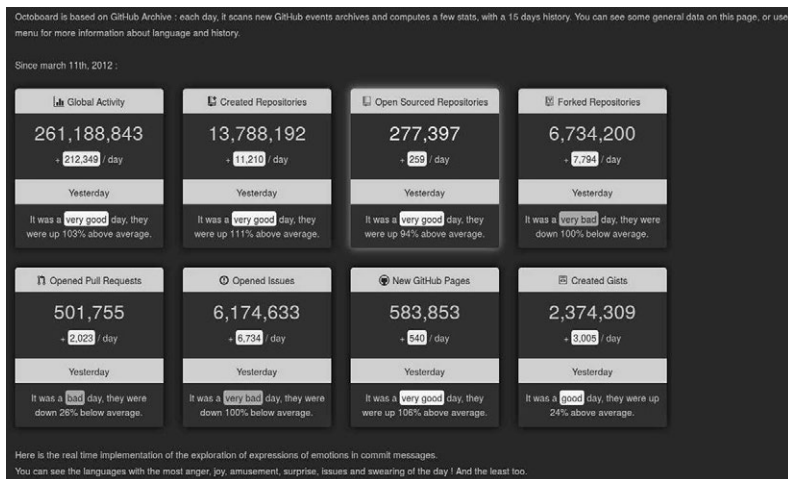 Octoboard is based on GitHub Archive : each day, it scans new GitHub events archives and computes a few stats, with a 15 days history. You can see some general data on this page, or use
menu for more information about language and history.
Since march 11th, 2012 :
Global Activity
261,188,843
+ 212,349 / day
Yesterday
It was a very good day, they
were up 103% above average.
Created Repositories
13,788,192
+ 11,210 / day
Yesterday
It was a very good day, they
were up 111% above average.
Open Sourced Repositories
277,397
+ 259 / day
Yesterday
It was a very good day, they
were up 94% above average.
Forked Repositories
6,734,200
+ 7,794 / day
Yesterday
It was a very bad day, they were
down 100% below average.
Opened Pull Requests
501,755
+ 2,023 / day
Yesterday
It was a bad day, they were
down 26% below average.
Opened Issues
6,174,633
+ 6,734 / day
Yesterday
It was a very bad day, they were
down 100% below average.
New GitHub Pages
583,853
+ 540 / day
Yesterday
It was a very good day, they
were up 106% above average.
Created Gists
2,374,309
+ 3,005 / day
Yesterday
It was a good day, they were up
24% above average.
Here is the real time implementation of the exploration of expressions of emotions in commit messages.
You can see the languages with the most anger, joy, amusement, surprise, issues and swearing of the day ! And the least too.